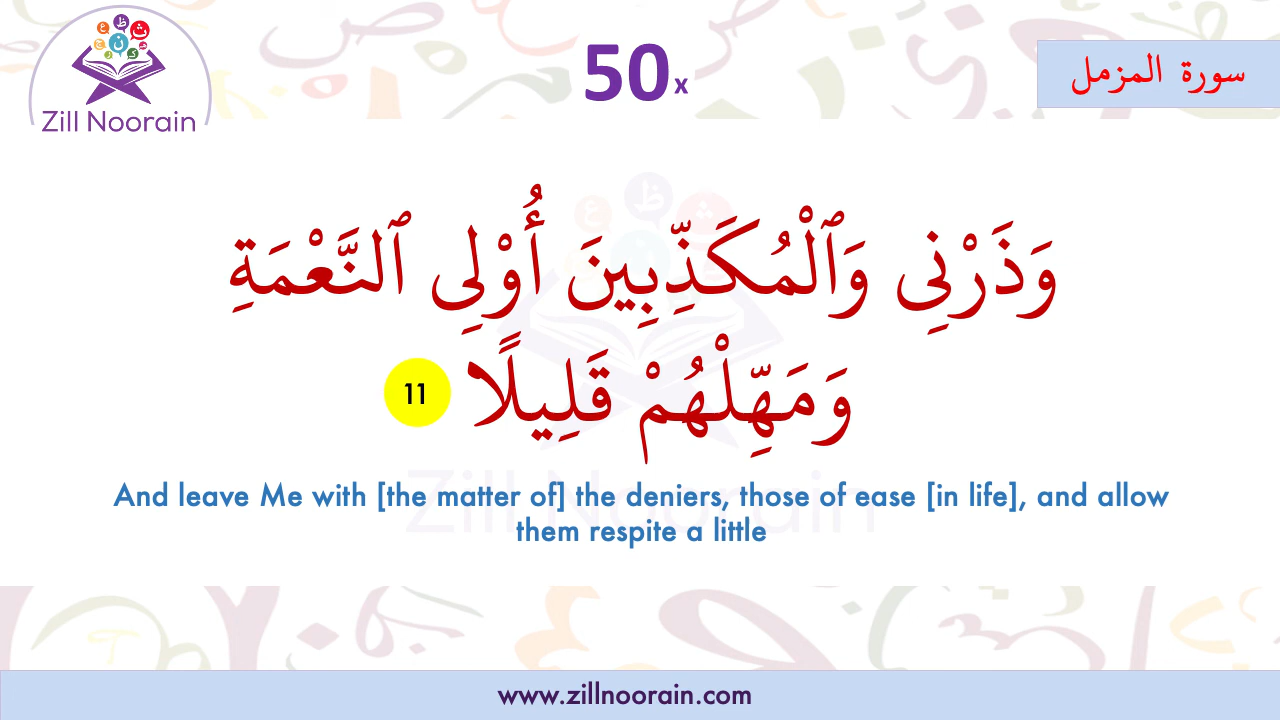 Zill Noorain
50x
سورة المزمل
وَذَرْنِى وَٱلْمُكَذِّبِينَ أُوْلِى ٱلنَّعْمَةِ
وَمَهِّلْهُمْ قَلِيلًا 11
And leave Me with [the matter of] the deniers, those of ease [in life], and allow
them respite a little
www.zillnoorain.com